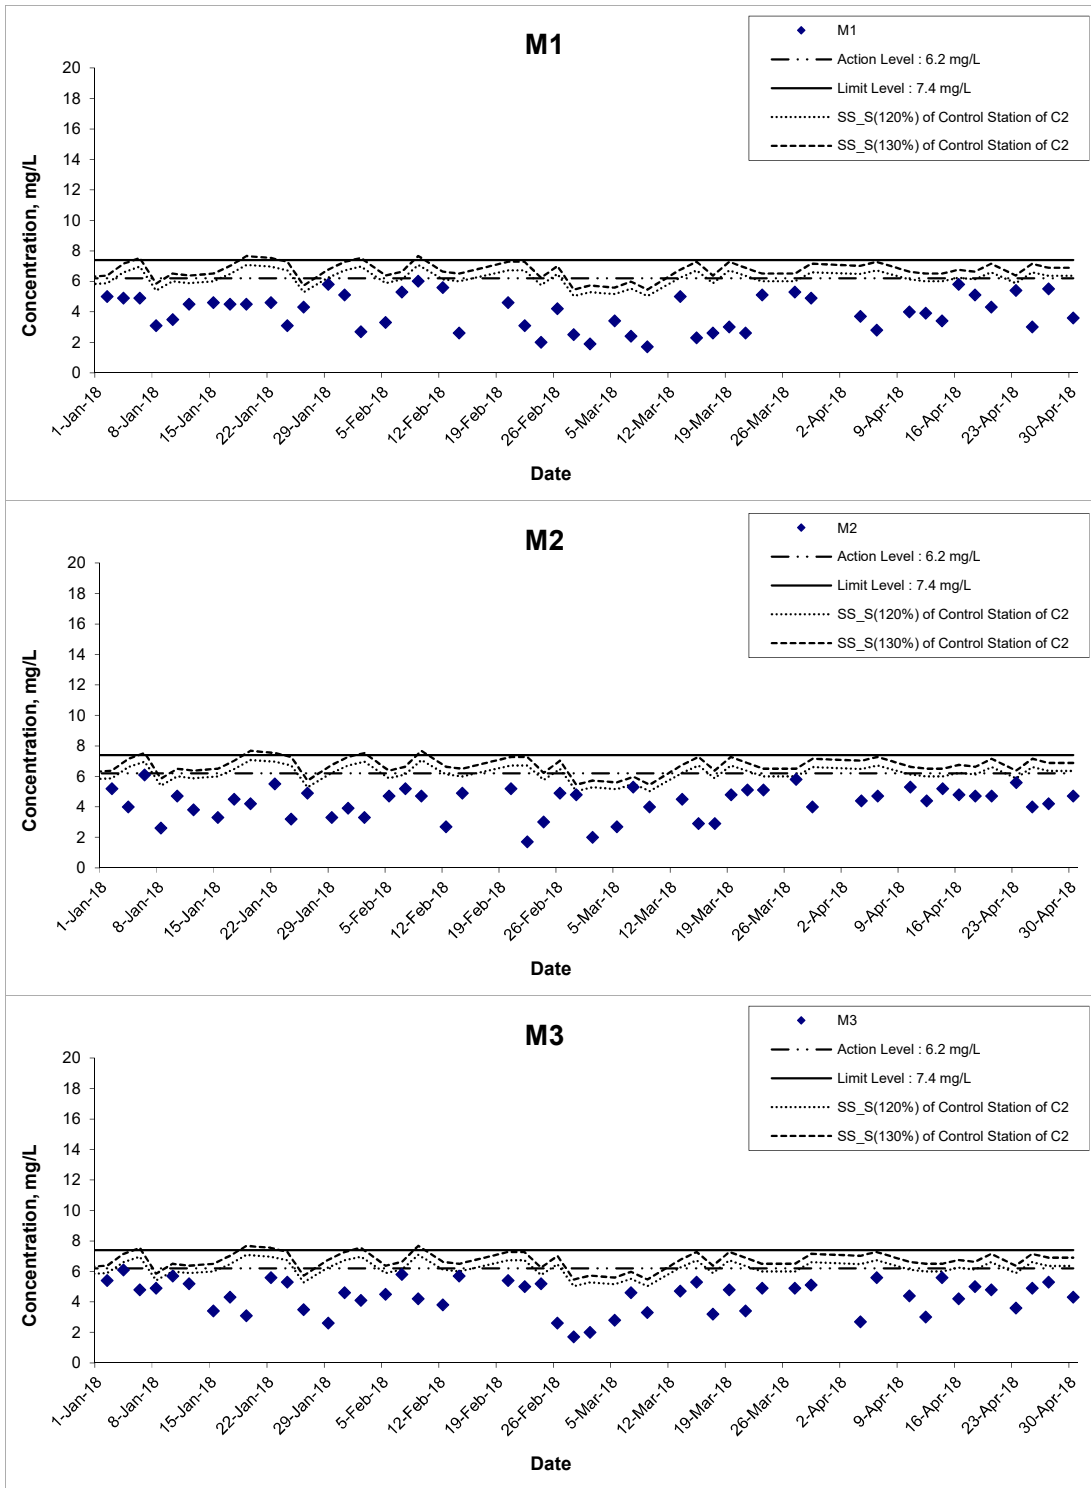 M1
M1
Action Level : 6.2 mg/L
Limit Level : 7.4 mg/L
SS_S(120%) of Control Station of C2
SS_S(130%) of Control Station of C2
Concentration, mg/L
20
18
16
14
12
10
8
6
4
2
0
1-Jan-18
8-Jan-18
15-Jan-18
22-Jan-18
29-Jan-18
5-Feb-18
12-Feb-18
19-Feb-18
26-Feb-18
5-Mar-18
12-Mar-18
19-Mar-18
26-Mar-18
2-Apr-18
9-Apr-18
16-Apr-18
23-Apr-18
30-Apr-18
Date
M2
M2
Action Level : 6.2 mg/L
Limit Level : 7.4 mg/L
SS_S(120%) of Control Station of C2
SS_S(130%) of Control Station of C2
Concentration, mg/L
20
18
16
14
12
10
8
6
4
2
0
1-Jan-18
8-Jan-18
15-Jan-18
22-Jan-18
29-Jan-18
5-Feb-18
12-Feb-18
19-Feb-18
26-Feb-18
5-Mar-18
12-Mar-18
19-Mar-18
26-Mar-18
2-Apr-18
9-Apr-18
16-Apr-18
23-Apr-18
30-Apr-18
Date
M3
M3
Action Level : 6.2 mg/L
Limit Level : 7.4 mg/L
SS_S(120%) of Control Station of C2
SS_S(130%) of Control Station of C2
Concentration, mg/L
20
18
16
14
12
10
8
6
4
2
0
1-Jan-18
8-Jan-18
15-Jan-18
22-Jan-18
29-Jan-18
5-Feb-18
12-Feb-18
19-Feb-18
26-Feb-18
5-Mar-18
12-Mar-18
19-Mar-18
26-Mar-18
2-Apr-18
9-Apr-18
16-Apr-18
23-Apr-18
30-Apr-18
Date